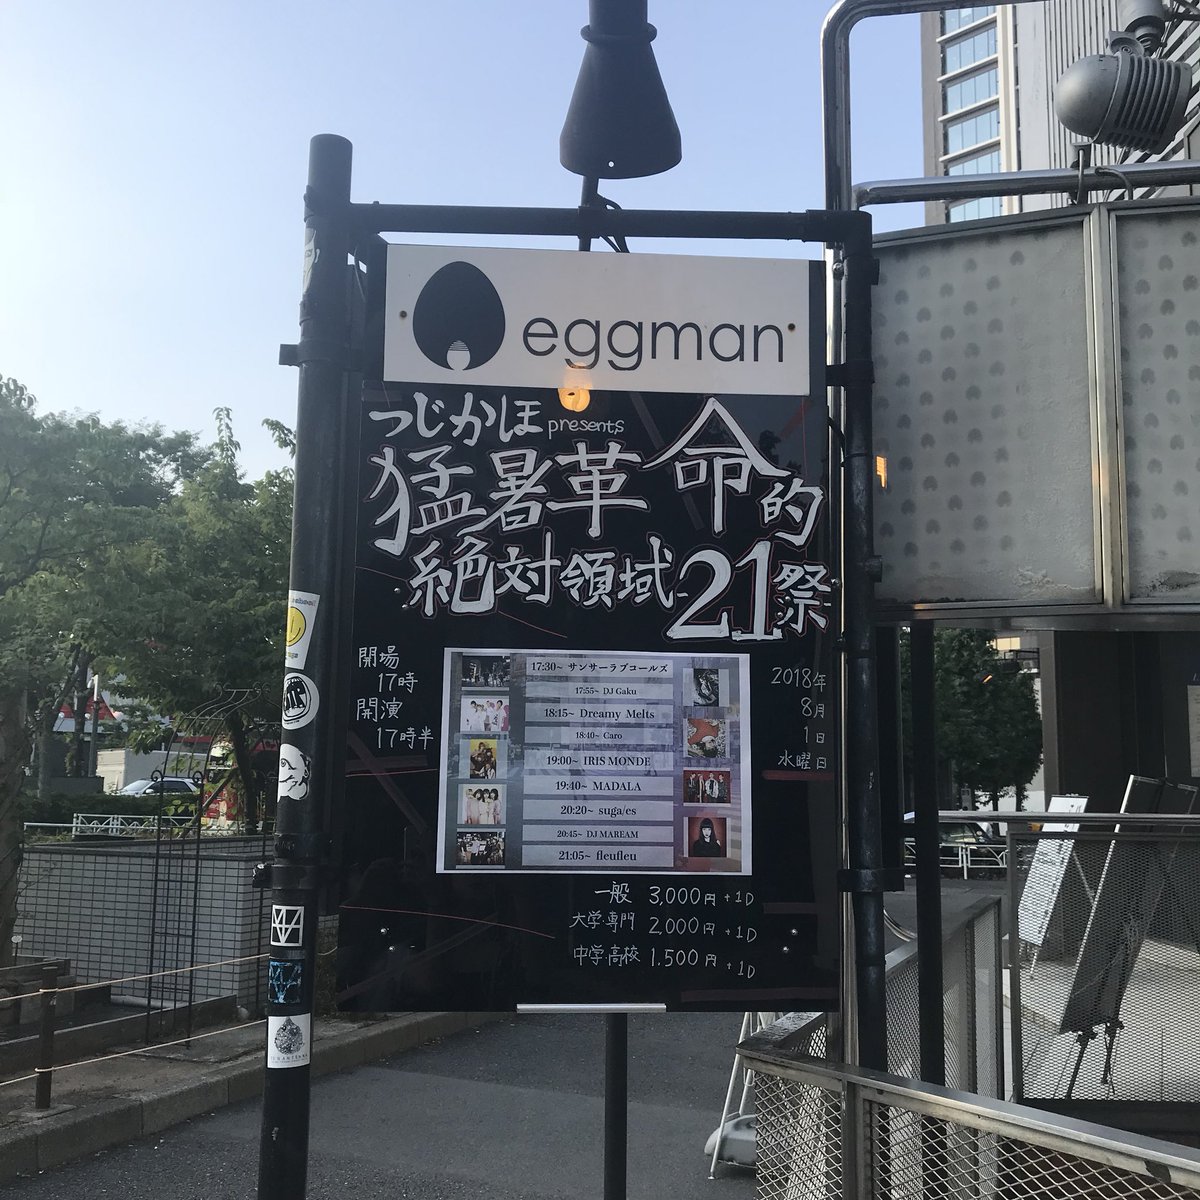 eggman
つじかほ presents
猛暑革命的
絶対領域-21祭
開場
17時
開演
17時半
17:30~ サンサーラブコールズ
17:55~ DJ Gaku
18:15~ Dreamy Melts
18:40~ Caro
19:00~ IRIS MONDE
19:40~ MADALA
20:20~ suga/es
20:45~ DJ MAREAM
21:05~ fleufleu
2018年
8月
1日
水曜日
一般 3,000円+1D
大学・専門 2,000円+1D
中学高校 1,500円+1D